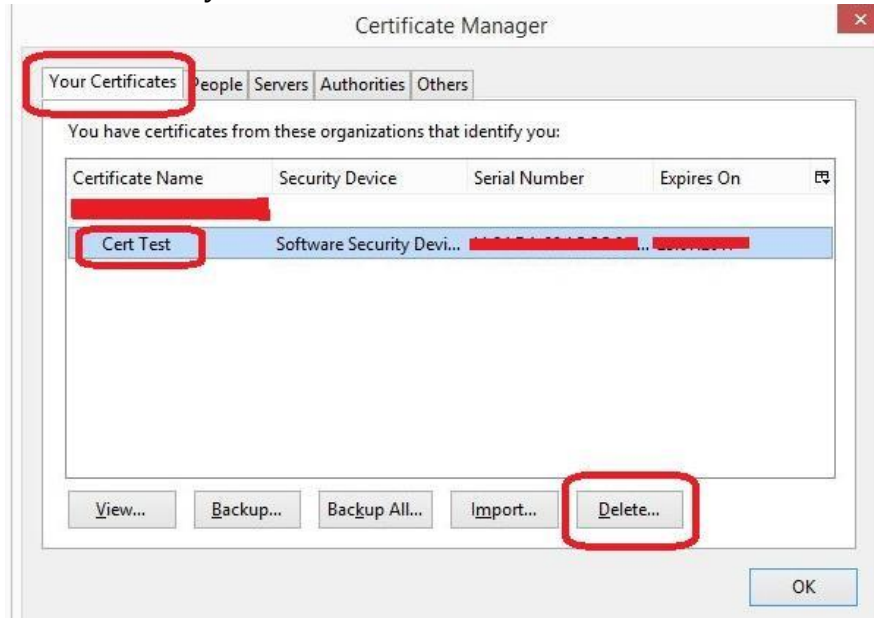 Certificate Manager
Your Certificates People Servers Authorities Others
You have certificates from these organizations that identify you:
Certificate Name Security Device Serial Number Expires On
Cert Test Software Security Devi...
View... Backup... Backup All... Import... Delete...
OK